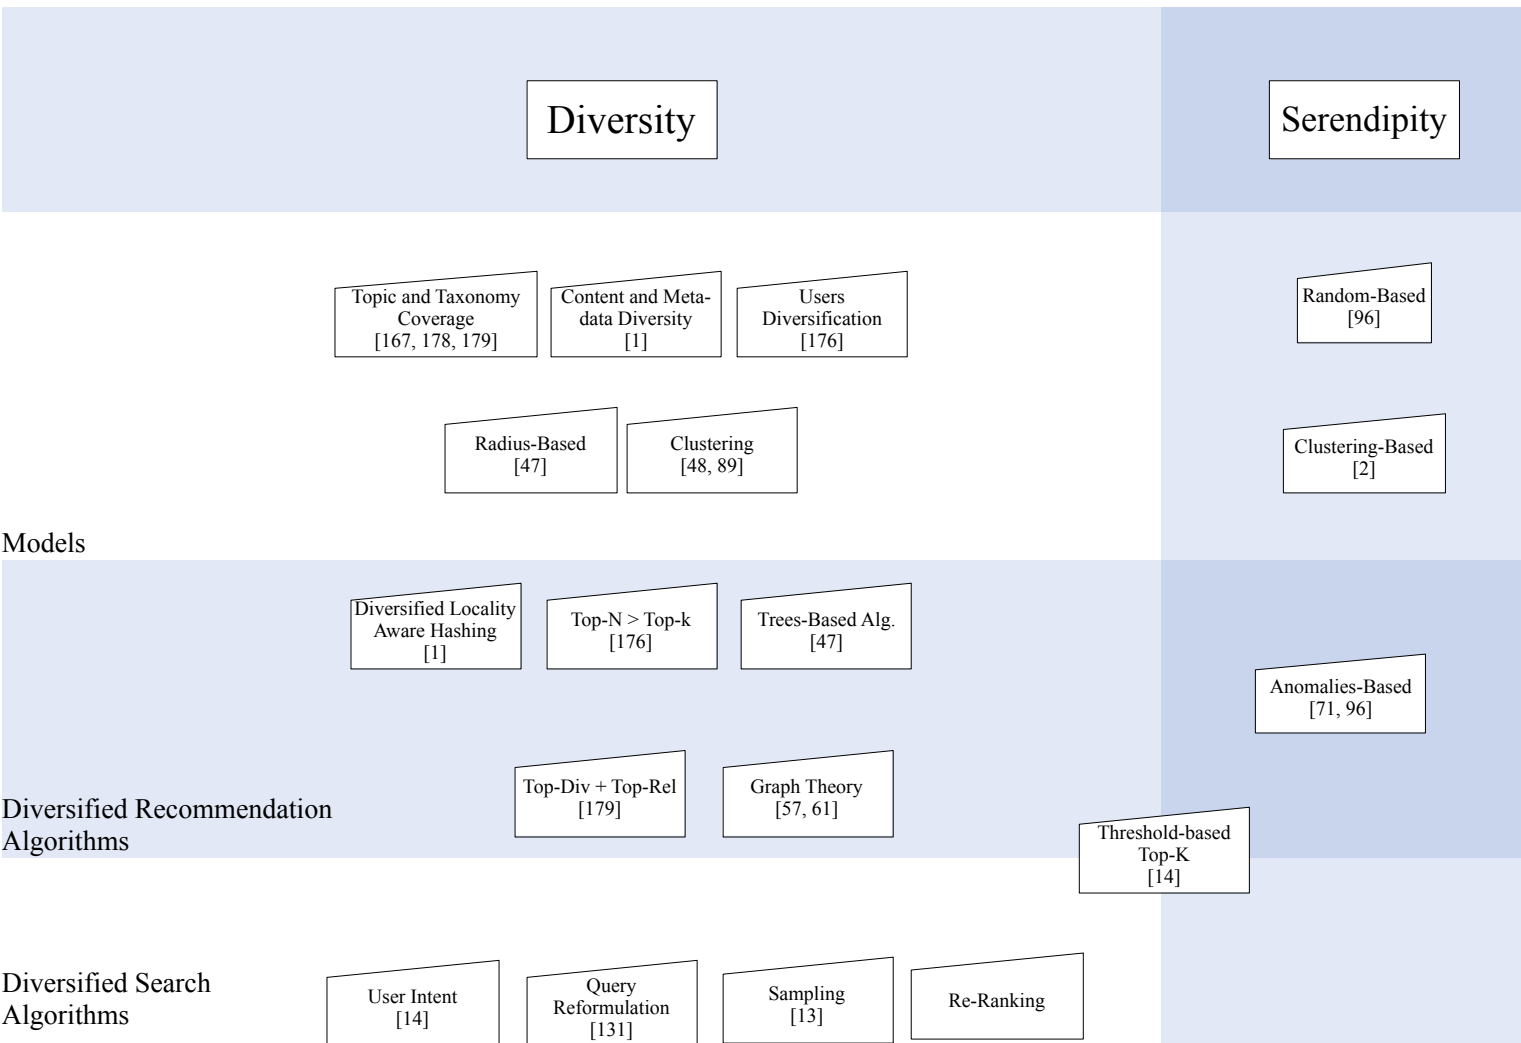 Diversity
Serendipity
Topic and Taxonomy
Coverage
[167, 178, 179]
Content and Meta-
data Diversity
[1]
Users
Diversification
[176]
Random-Based
[96]
Radius-Based
[47]
Clustering
[48, 89]
Clustering-Based
[2]
Models
Diversified Locality
Aware Hashing
[1]
Top-N > Top-k
[176]
Trees-Based Alg.
[47]
Anomalies-Based
[71, 96]
Top-Div + Top-Rel
[179]
Graph Theory
[57, 61]
Diversified Recommendation
Algorithms
Threshold-based
Top-K
[14]
Diversified Search
Algorithms
User Intent
[14]
Query
Reformulation
[131]
Sampling
[13]
Re-Ranking